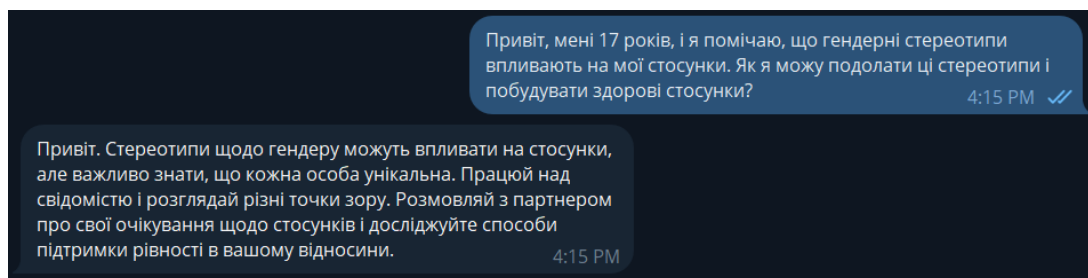 Привіт, мені 17 років, і я помічаю, що гендерні стереотипи
впливають на мої стосунки. Як я можу подолати ці стереотипи і
побудувати здорові стосунки?
4:15 PM
Привіт. Стереотипи щодо гендеру можуть впливати на стосунки,
але важливо знати, що кожна особа унікальна. Працюй над
свідомістю і розглядай різні точки зору. Розмовляй з партнером
про свої очікування щодо стосунків і досліджуйте способи
підтримки рівності в вашому відносини.
4:15 PM